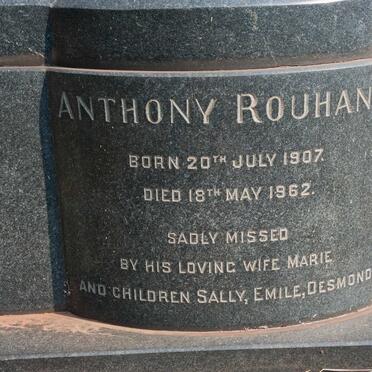 ANTHONY ROUHAN
BORN 20TH JULY 1907.
DIED 18TH MAY 1962.
SADLY MISSED
BY HIS LOVING WIFE MARIE
AND CHILDREN SALLY, EMILE, DESMOND